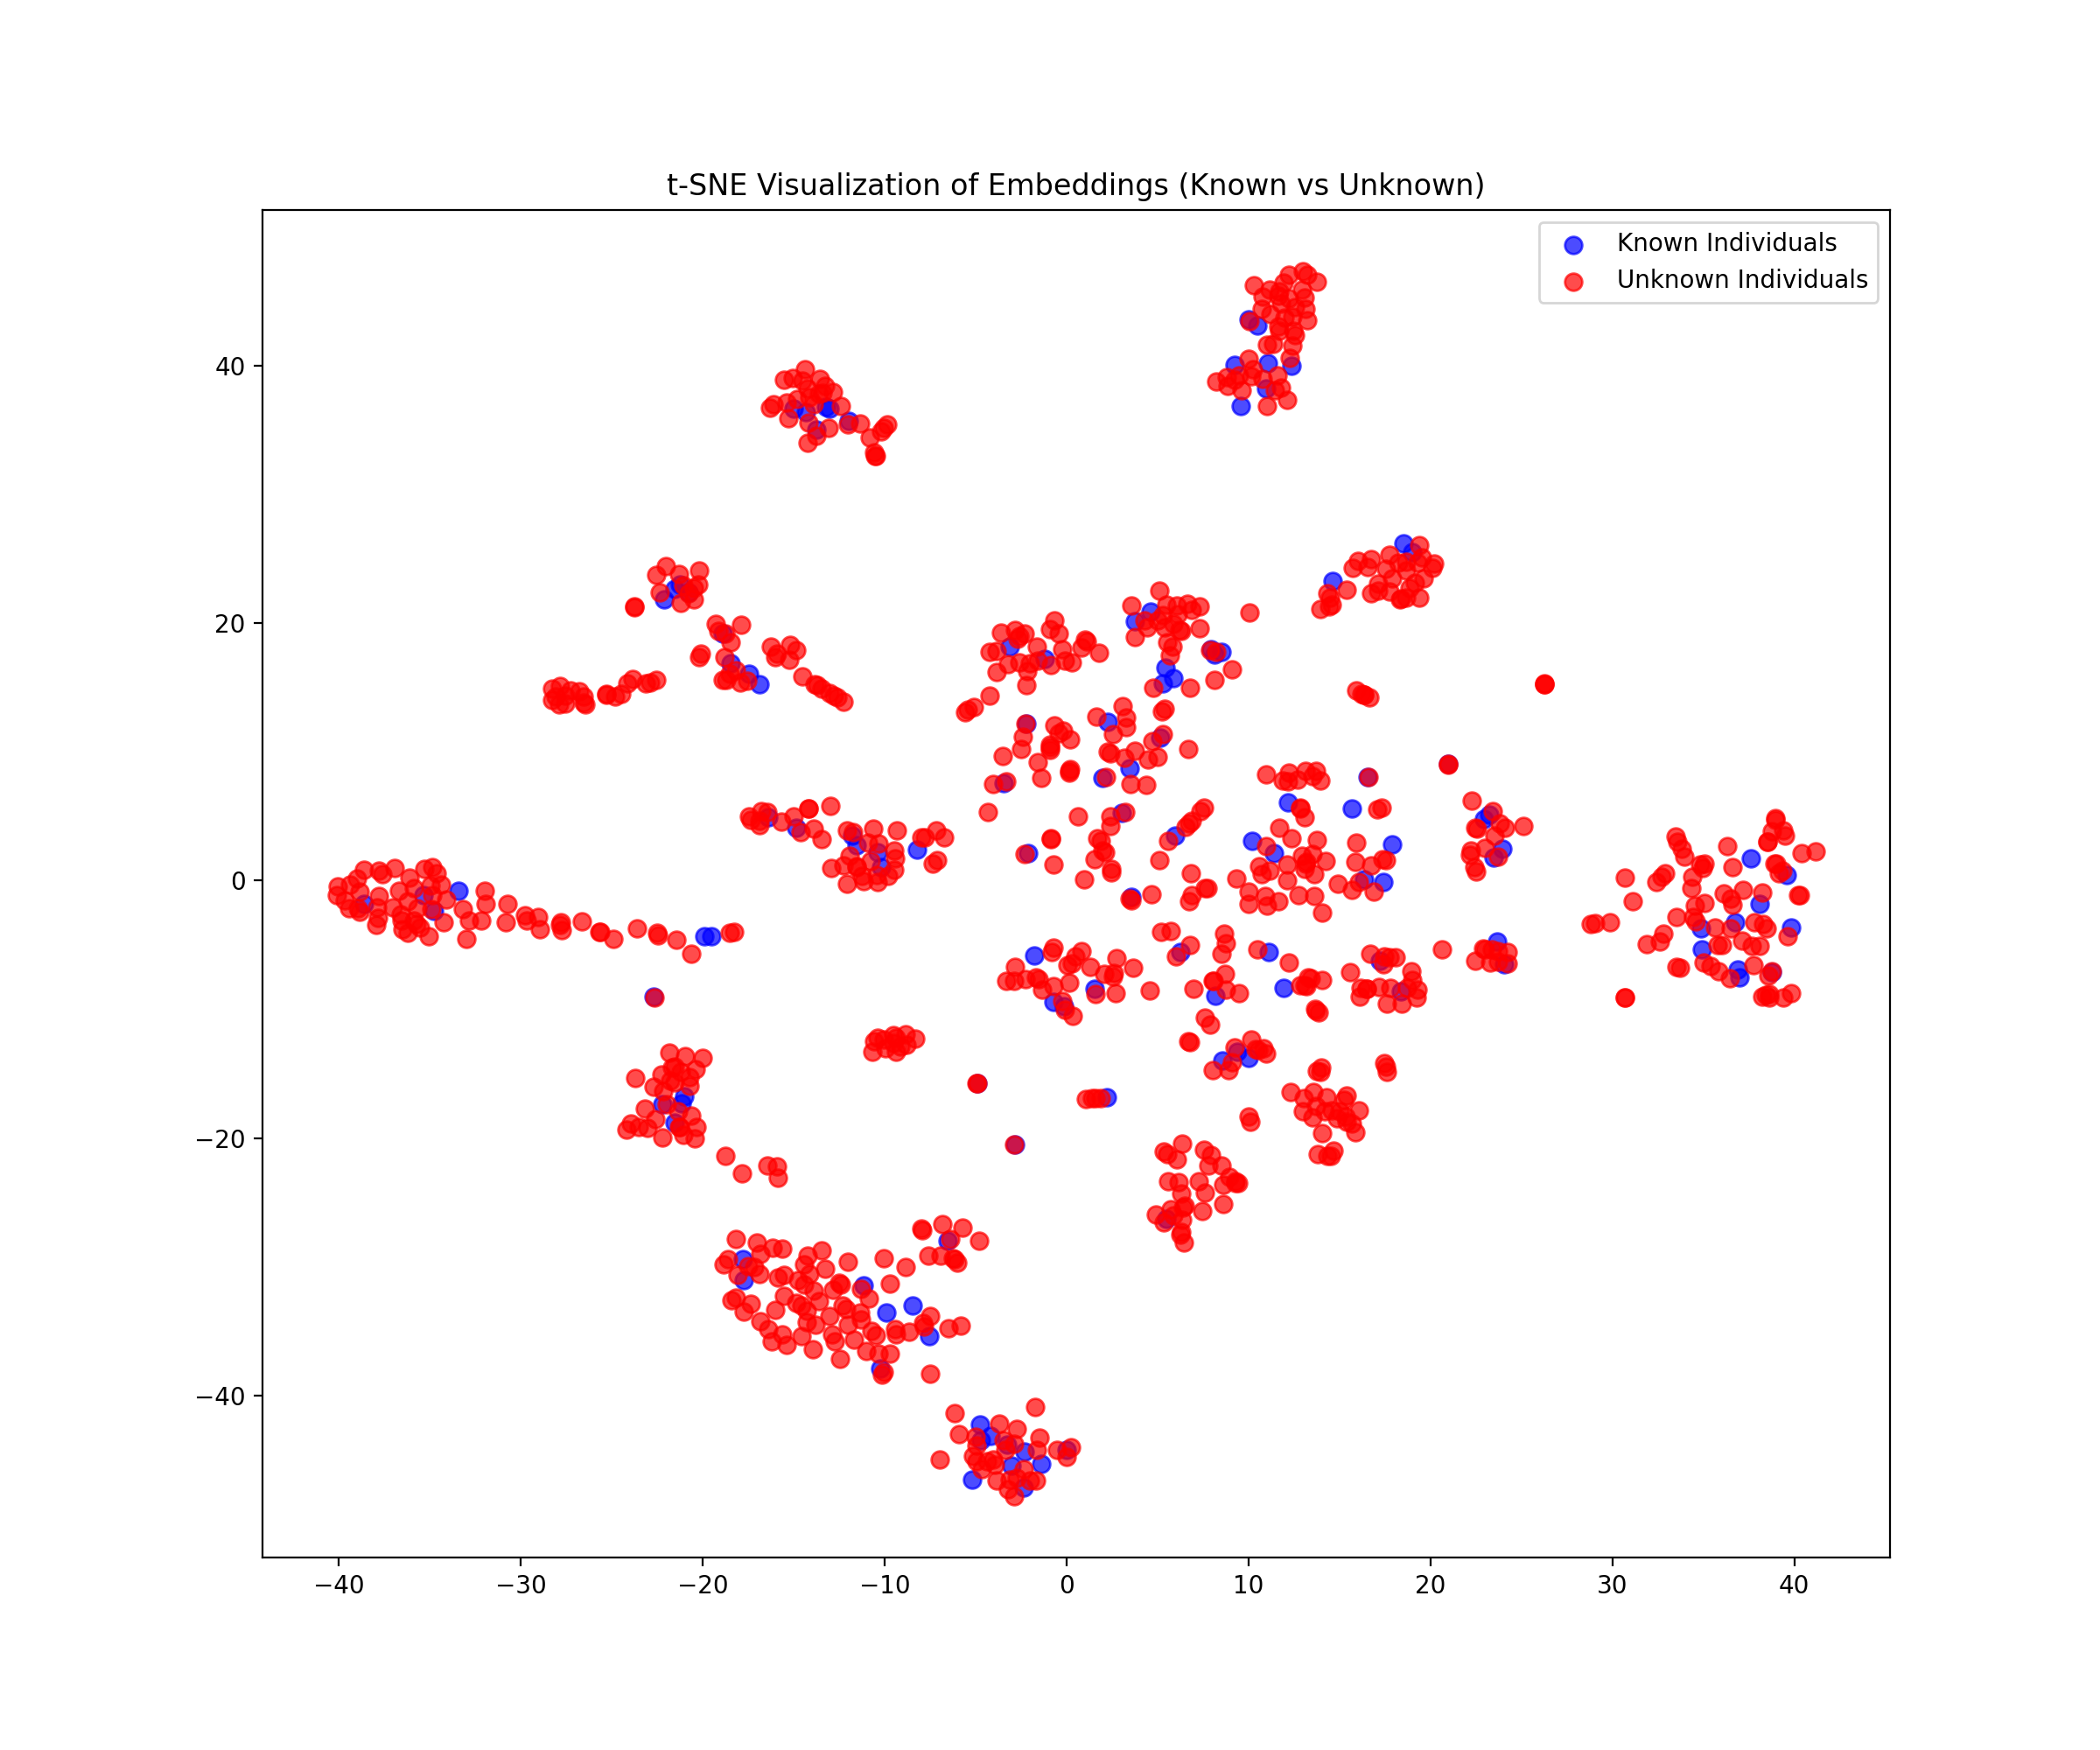 t-SNE Visualization of Embeddings (Known vs Unknown)
Known Individuals
Unknown Individuals
40
20
0
−20
−40
−40 −30 −20 −10 0 10 20 30 40